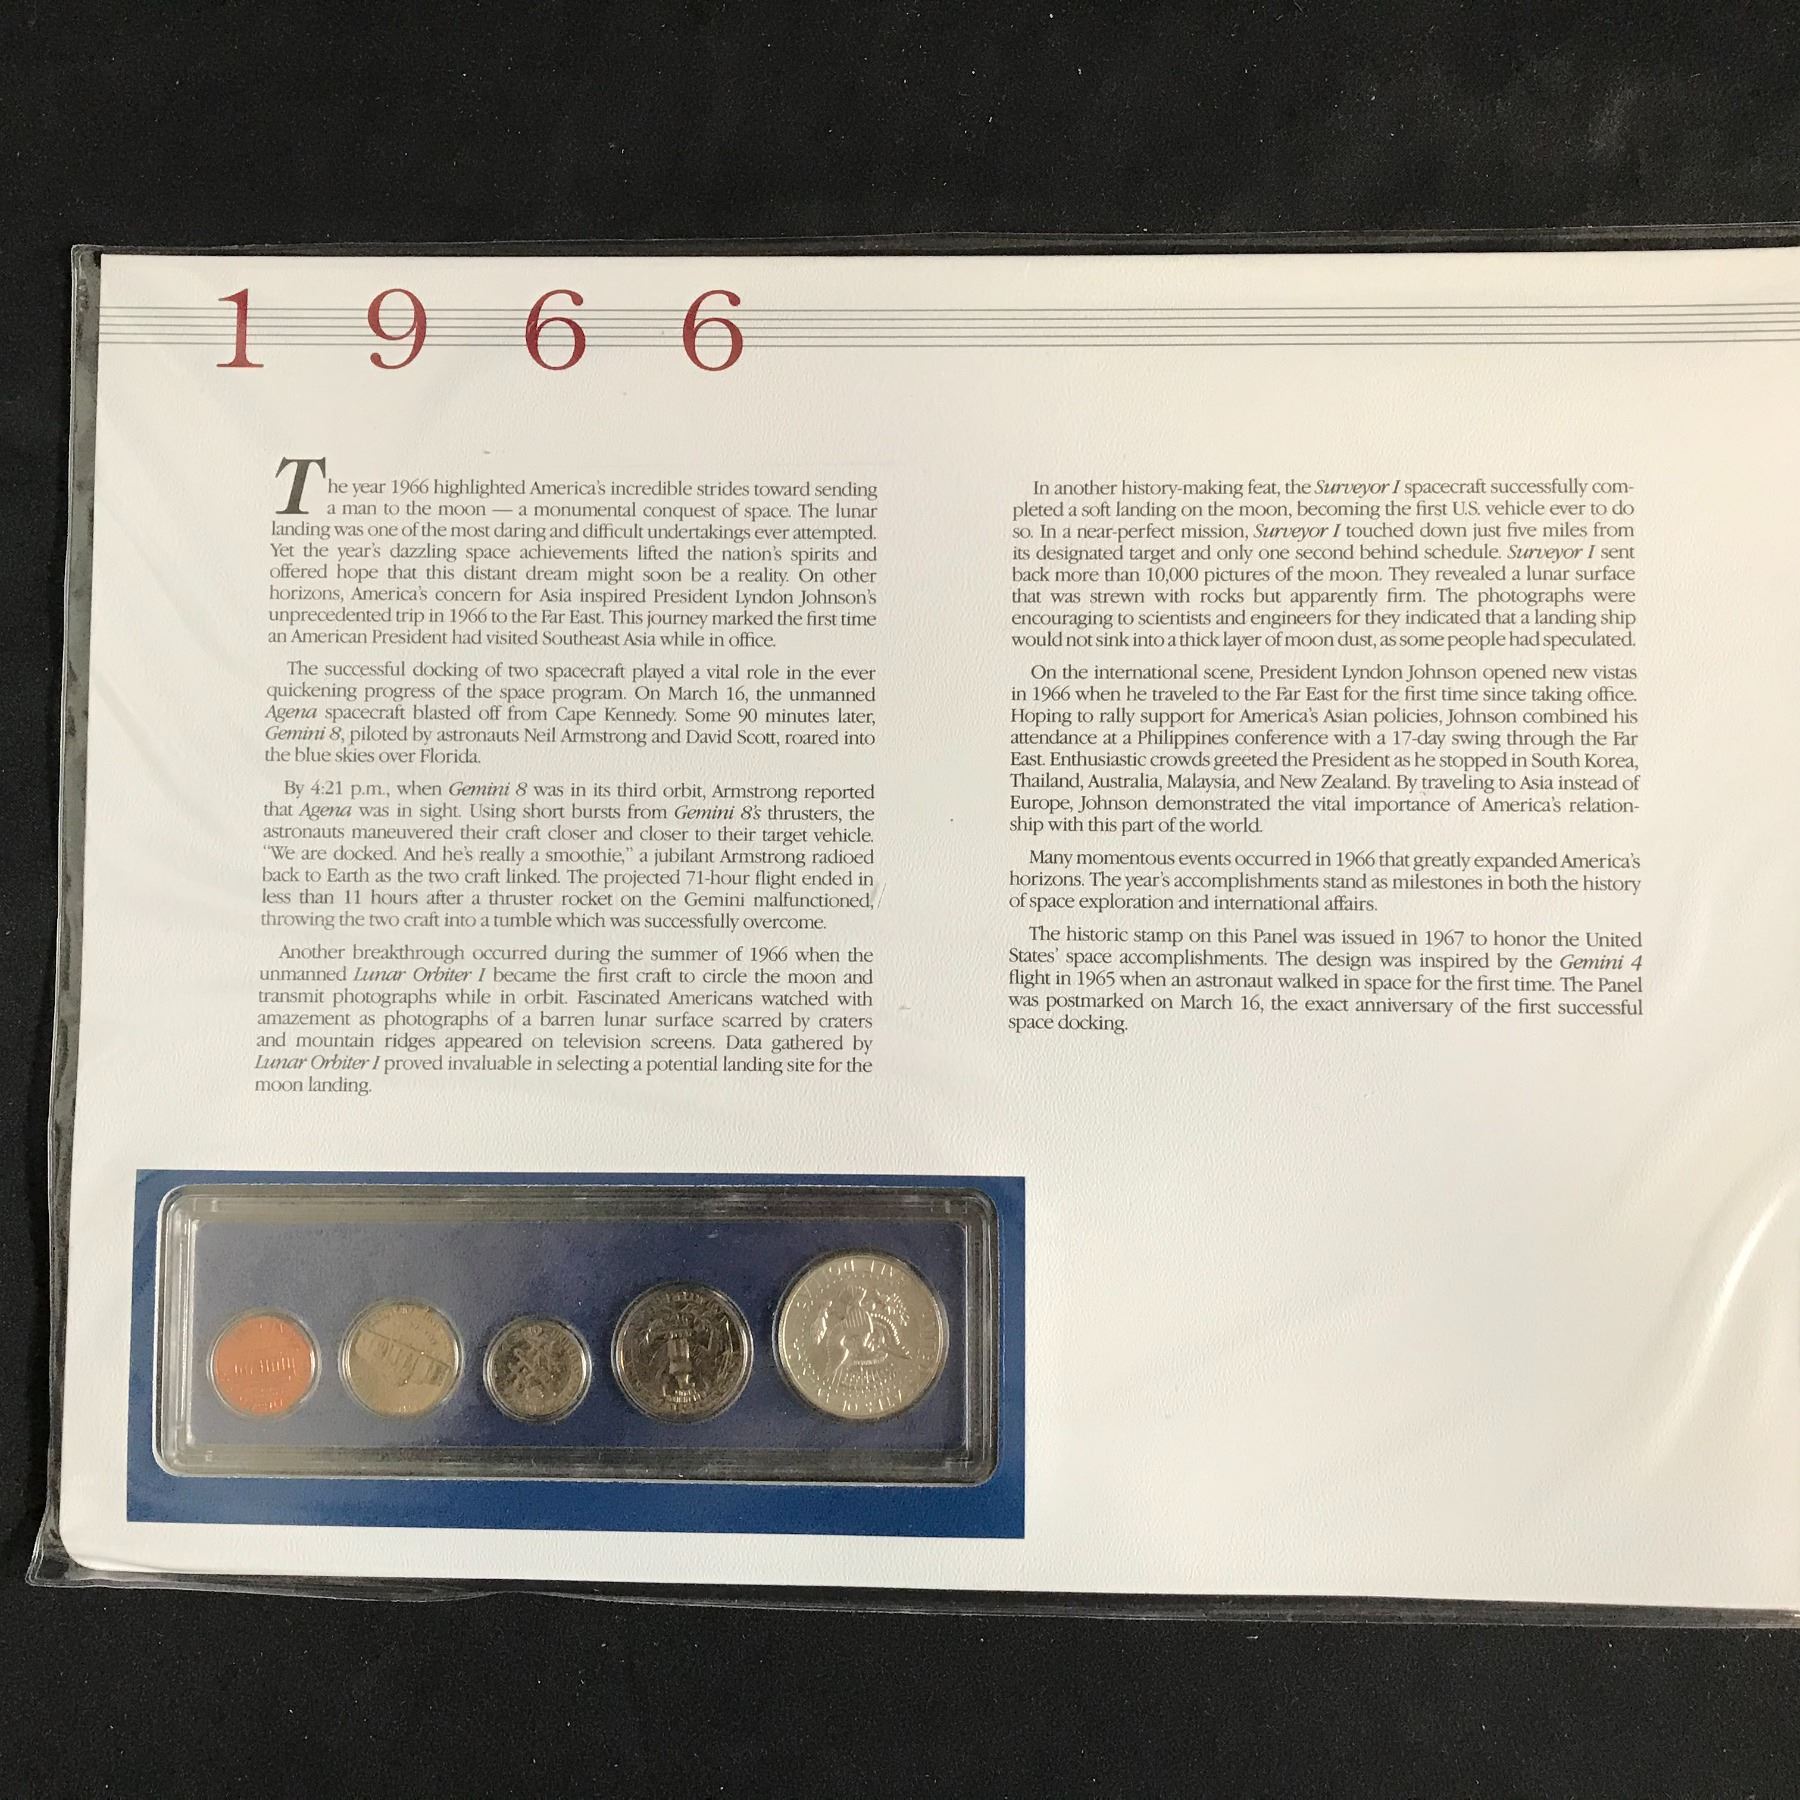 1966
The year 1966 highlighted America's incredible strides toward sending
a man to the moon — a monumental conquest of space. The lunar
landing was one of the most daring and difficult undertakings ever attempted.
Yet the year's dazzling space achievements lifted the nation's spirits and
offered hope that this distant dream might soon be a reality. On other
horizons, America's concern for Asia inspired President Lyndon Johnson's
unprecedented trip in 1966 to the Far East. This journey marked the first time
an American President had visited Southeast Asia while in office.
The successful docking of two spacecraft played a vital role in the ever
quickening progress of the space program. On March 16, the unmanned
Agena spacecraft blasted off from Cape Kennedy. Some 90 minutes later,
Gemini 8, piloted by astronauts Neil Armstrong and David Scott, roared into
the blue skies over Florida.
By 4:21 p.m., when Gemini 8 was in its third orbit, Armstrong reported
that Agena was in sight. Using short bursts from Gemini 8's thrusters, the
astronauts maneuvered their craft closer and closer to their target vehicle.
"We are docked. And he's really a smoothie," a jubilant Armstrong radioed
back to Earth as the two craft linked. The projected 71-hour flight ended in
less than 11 hours after a thruster rocket on the Gemini malfunctioned,
throwing the two craft into a tumble which was successfully overcome.
Another breakthrough occurred during the summer of 1966 when the
unmanned Lunar Orbiter I became the first craft to circle the moon and
transmit photographs while in orbit. Fascinated Americans watched with
amazement as photographs of a barren lunar surface scarred by craters
and mountain ridges appeared on television screens. Data gathered by
Lunar Orbiter I proved invaluable in selecting a potential landing site for the
moon landing.
In another history-making feat, the Surveyor I spacecraft successfully com-
pleted a soft landing on the moon, becoming the first U.S. vehicle ever to do
so. In a near-perfect mission, Surveyor I touched down just five miles from
its designated target and only one second behind schedule. Surveyor I sent
back more than 10,000 pictures of the moon. They revealed a lunar surface
that was strewn with rocks but apparently firm. The photographs were
encouraging to scientists and engineers for they indicated that a landing ship
would not sink into a thick layer of moon dust, as some people had speculated.
On the international scene, President Lyndon Johnson opened new vistas
in 1966 when he traveled to the Far East for the first time since taking office.
Hoping to rally support for America's Asian policies, Johnson combined his
attendance at a Philippines conference with a 17-day swing through the Far
East. Enthusiastic crowds greeted the President as he stopped in South Korea,
Thailand, Australia, Malaysia, and New Zealand. By traveling to Asia instead of
Europe, Johnson demonstrated the vital importance of America's relation-
ship with this part of the world.
Many momentous events occurred in 1966 that greatly expanded America's
horizons. The year's accomplishments stand as milestones in both the history
of space exploration and international affairs.
The historic stamp on this Panel was issued in 1967 to honor the United
States' space accomplishments. The design was inspired by the Gemini 4
flight in 1965 when an astronaut walked in space for the first time. The Panel
was postmarked on March 16, the exact anniversary of the first successful
space docking.